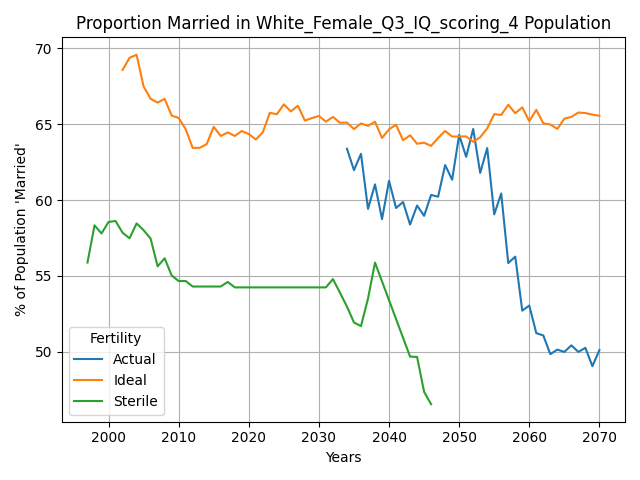 Proportion Married in White_Female_Q3_IQ_scoring_4 Population
% of Population 'Married'
70
65
60
55
50
Fertility
Actual
Ideal
Sterile
2000 2010 2020 2030 2040 2050 2060 2070
Years